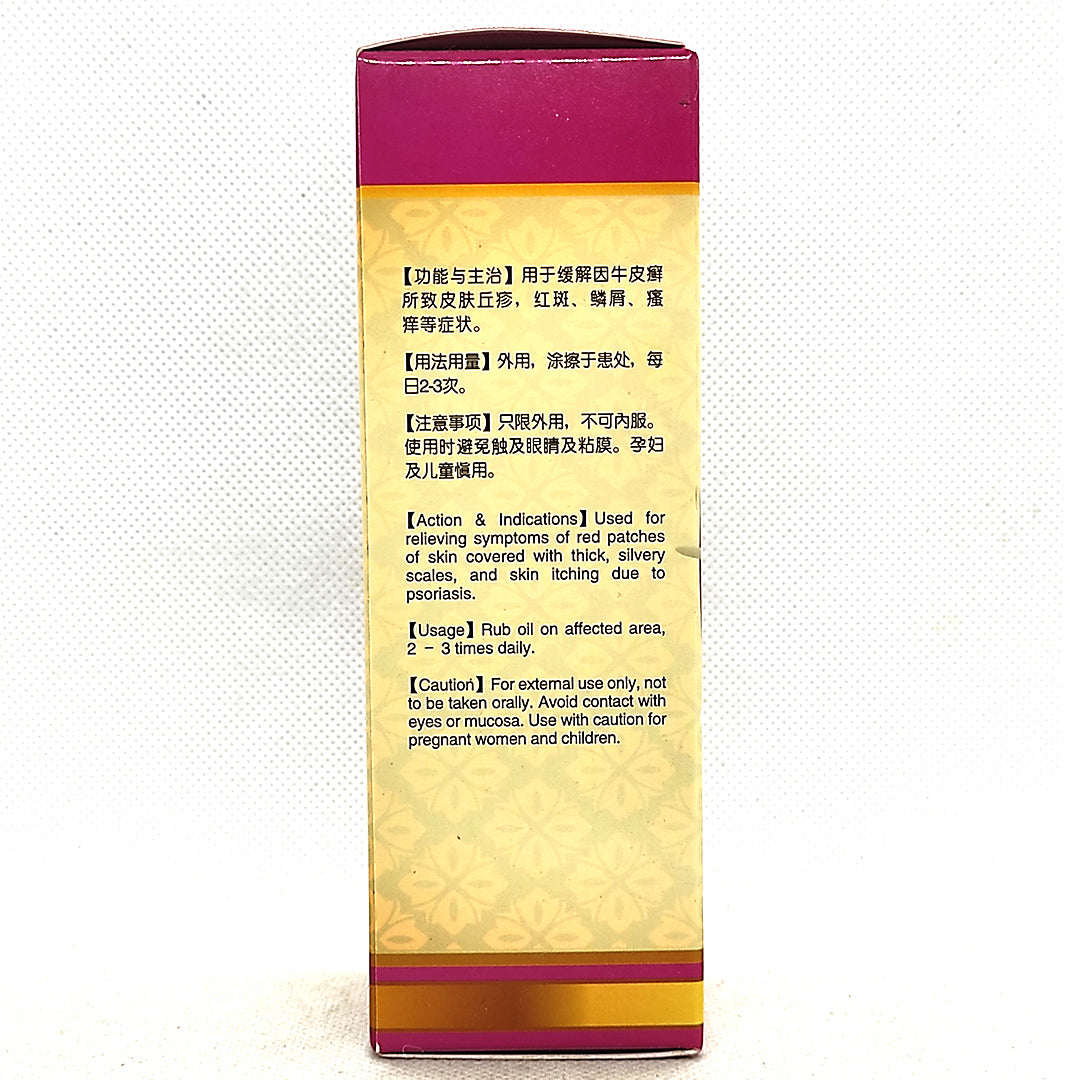 【功能与主治】用于缓解因牛皮癣
所致皮肤丘疹，红斑、鳞屑、瘙
痒等症状。
【用法用量】外用，涂擦于患处，每
日2-3次。
【注意事项】只限外用，不可内服。
使用时避免触及眼睛及粘膜。孕妇
及儿童慎用。
【Action & Indications】Used for
relieving symptoms of red patches
of skin covered with thick, silvery
scales, and skin itching due to
psoriasis.
【Usage】Rub oil on affected area,
2 – 3 times daily.
【Caution】For external use only, not
to be taken orally. Avoid contact with
eyes or mucosa. Use with caution for
pregnant women and children.